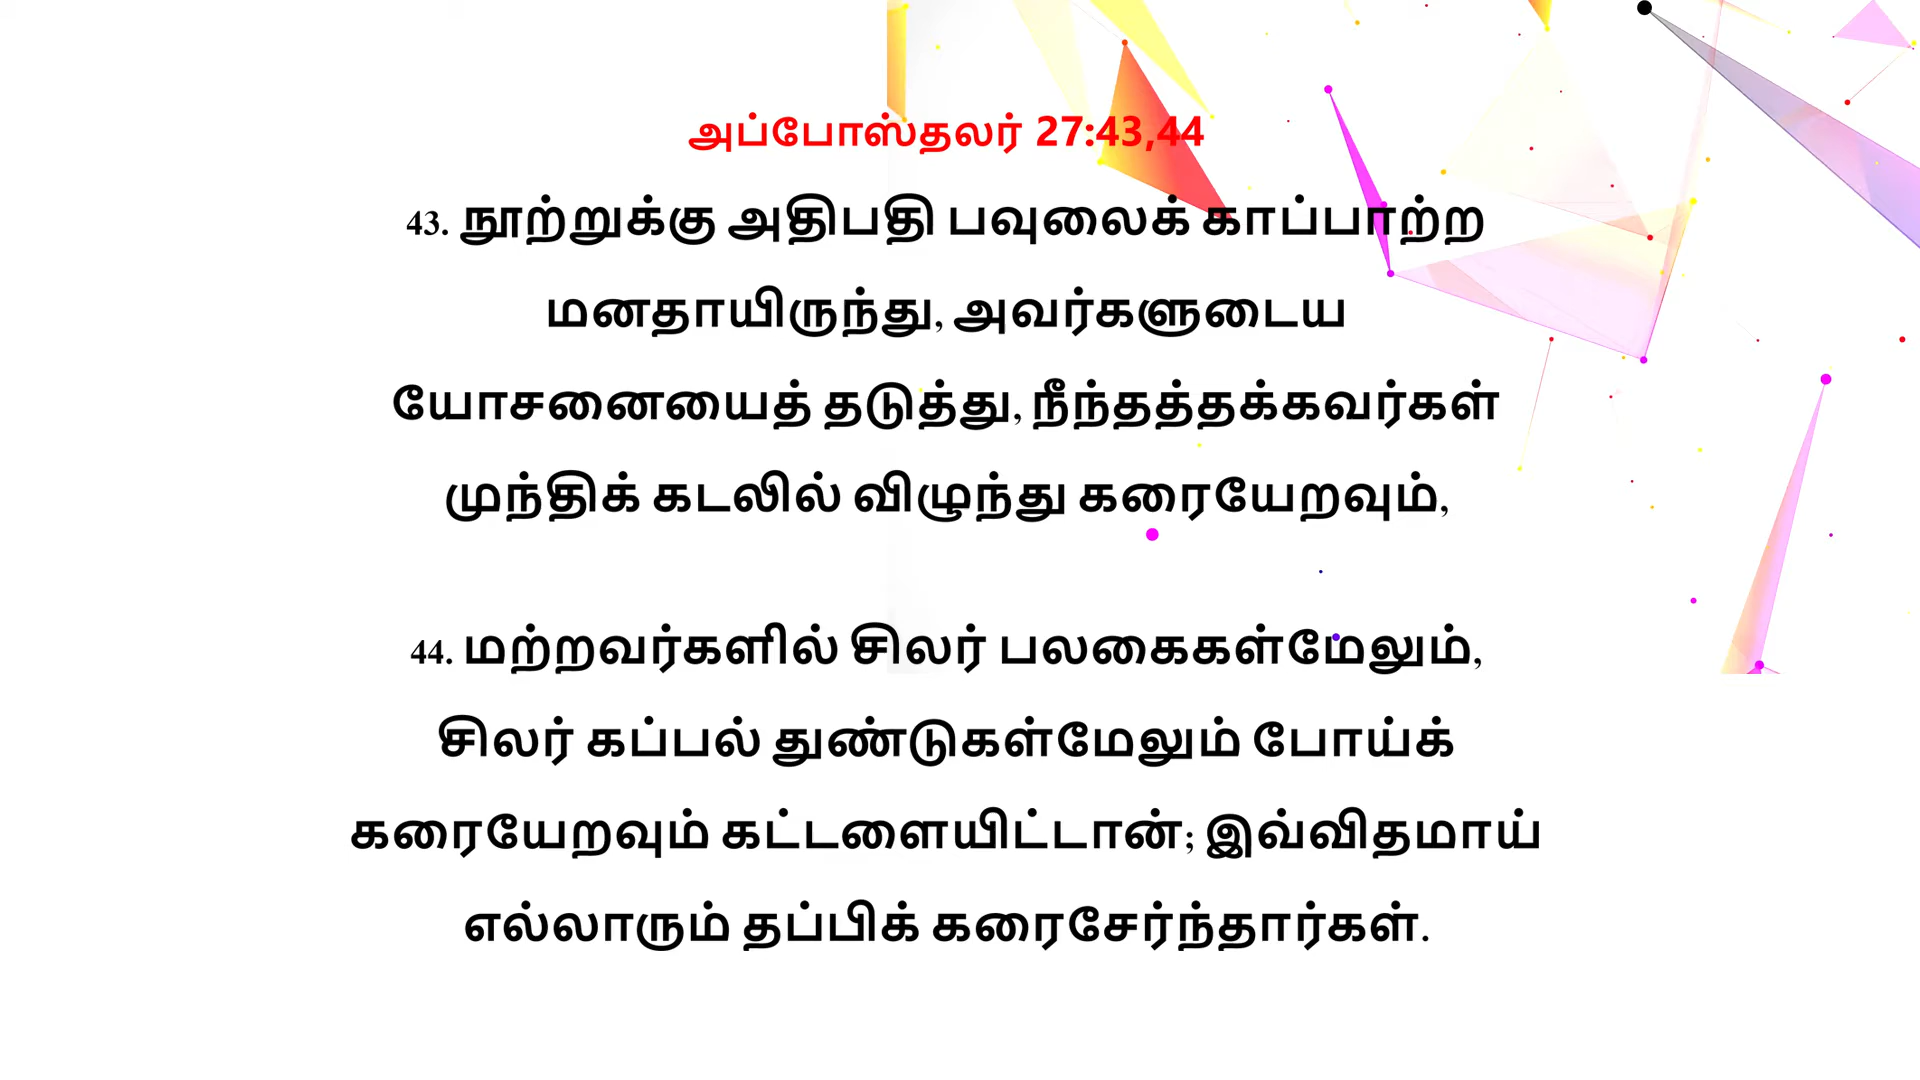 அப்போஸ்தலர் 27:43,44
43. நூற்றுக்கு அதிபதி பவுலைக் காப்பாற்ற
மனதாயிருந்து, அவர்களுடைய
யோசனையைத் தடுத்து, நீந்தத்தக்கவர்கள்
முந்திக் கடலில் விழுந்து கரையேறவும்,
44. மற்றவர்களில் சிலர் பலகைகள்மேலும்,
சிலர் கப்பல் துண்டுகள்மேலும் போய்க்
கரையேறவும் கட்டளையிட்டான்; இவ்விதமாய்
எல்லாரும் தப்பிக் கரைசேர்ந்தார்கள்.